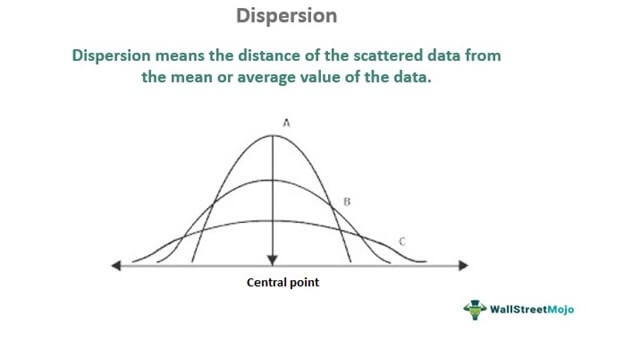 Dispersion
Dispersion means the distance of the scattered data from
the mean or average value of the data.
A
B
C
Central point
WallStreetMojo